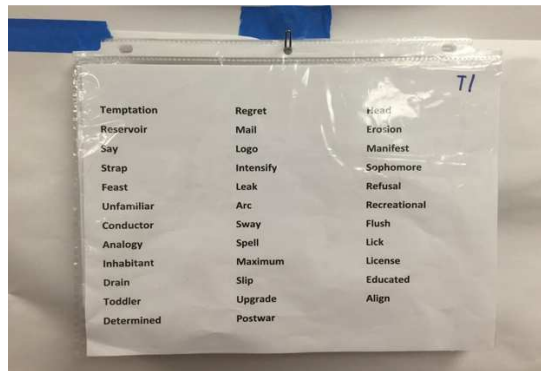 T1
Temptation
Reservoir
Say
Strap
Feast
Unfamiliar
Conductor
Analogy
Inhabitant
Drain
Toddler
Determined
Regret
Mail
Logo
Intensify
Leak
Arc
Sway
Spell
Maximum
Slip
Upgrade
Postwar
Head
Erosion
Manifest
Sophomore
Refusal
Recreational
Flush
Lick
License
Educated
Align